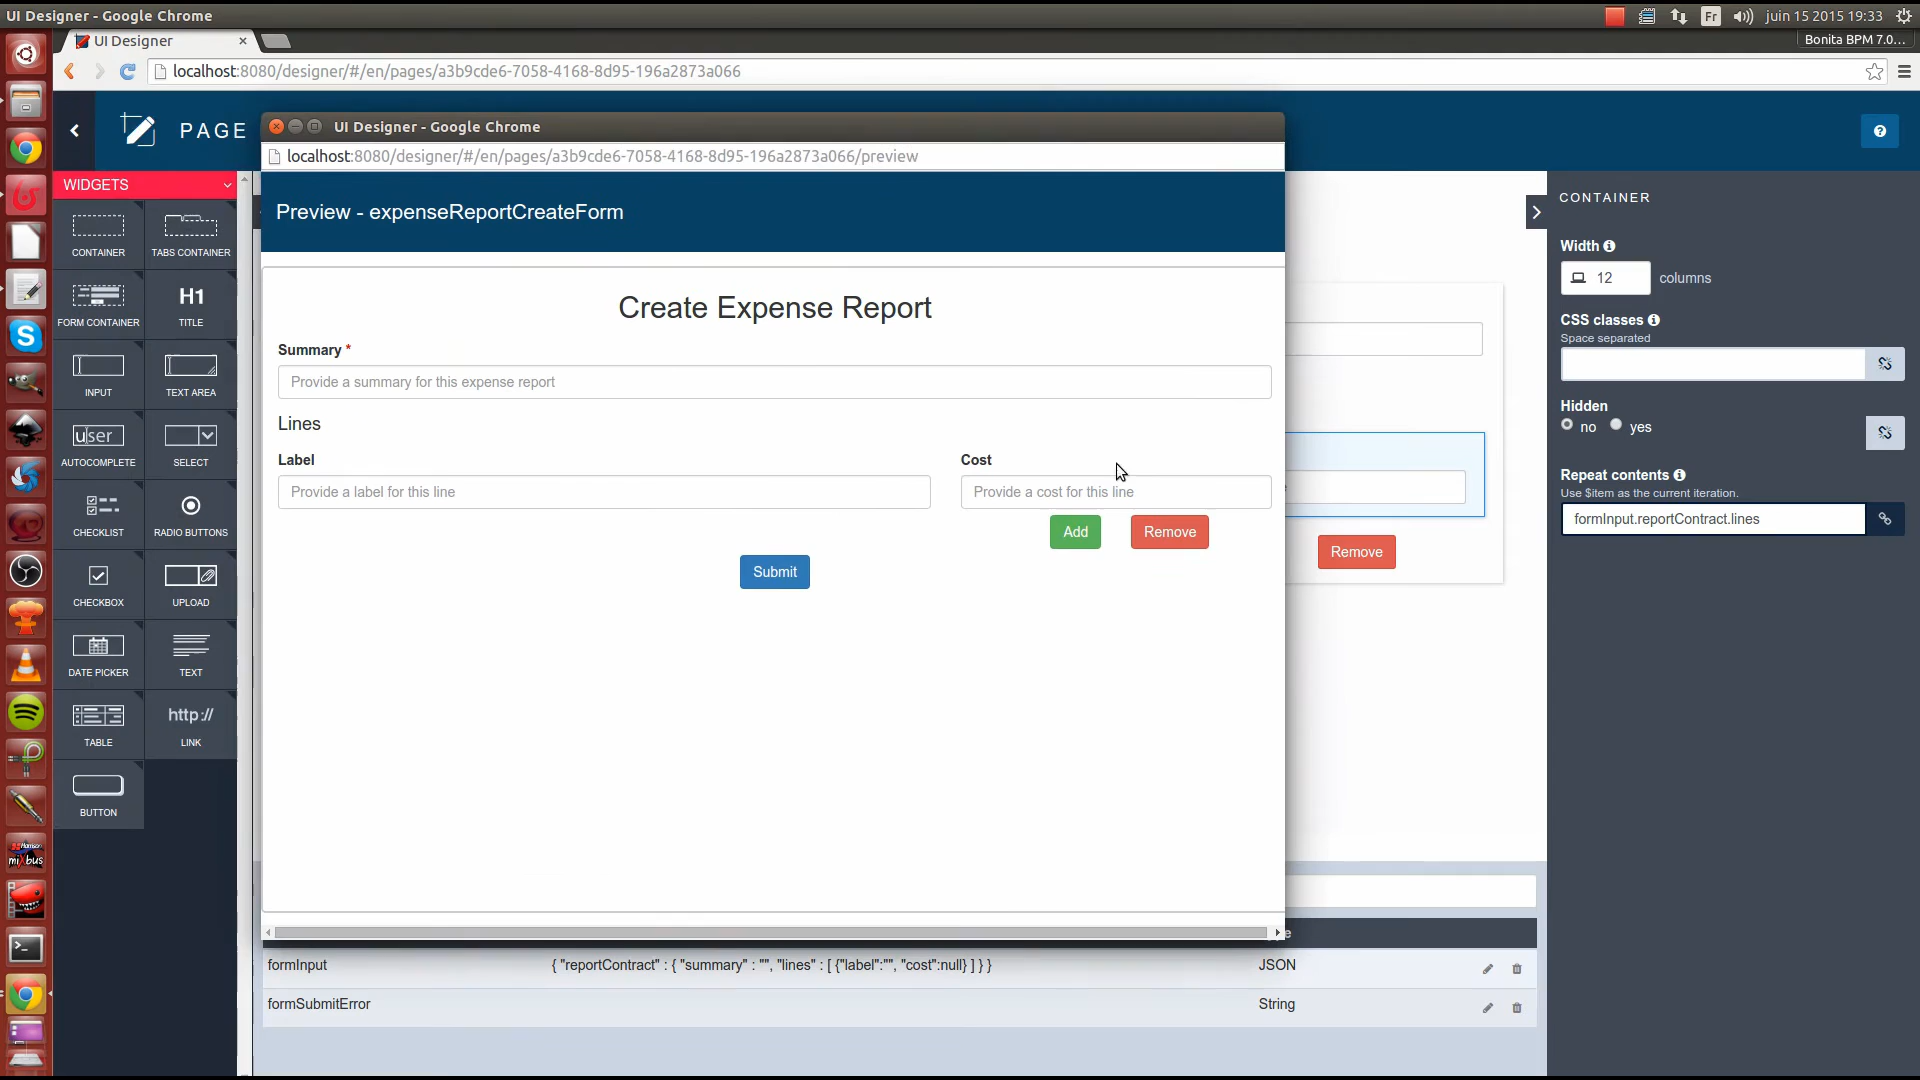 UI Designer - Google Chrome
Fr
juin 15 2015 19:33
UI Designer
Bonita BPM 7.0...
localhost:8080/designer/#/en/pages/a3b9cde6-7058-4168-8d95-196a2873a066
PAGE
WIDGETS
CONTAINER
TABS CONTAINER
FORM CONTAINER
H1
TITLE
INPUT
TEXT AREA
user
AUTOCOMPLETE
SELECT
CHECKLIST
RADIO BUTTONS
CHECKBOX
UPLOAD
DATE PICKER
TEXT
TABLE
http://
LINK
BUTTON
UI Designer - Google Chrome
localhost:8080/designer/#/en/pages/a3b9cde6-7058-4168-8d95-196a2873a066/preview
Preview - expenseReportCreateForm
Create Expense Report
Summary *
Provide a summary for this expense report
Lines
Label
Cost
Provide a label for this line
Provide a cost for this line
Add
Remove
Submit
Remove
CONTAINER
Width
12
columns
CSS classes
Space separated
Hidden
no
yes
Repeat contents
Use $item as the current iteration.
formInput.reportContract.lines
formInput
{ "reportContract" : { "summary" : "", "lines" : [ {"label":"", "cost":null} ] } }
JSON
formSubmitError
String
mixbus